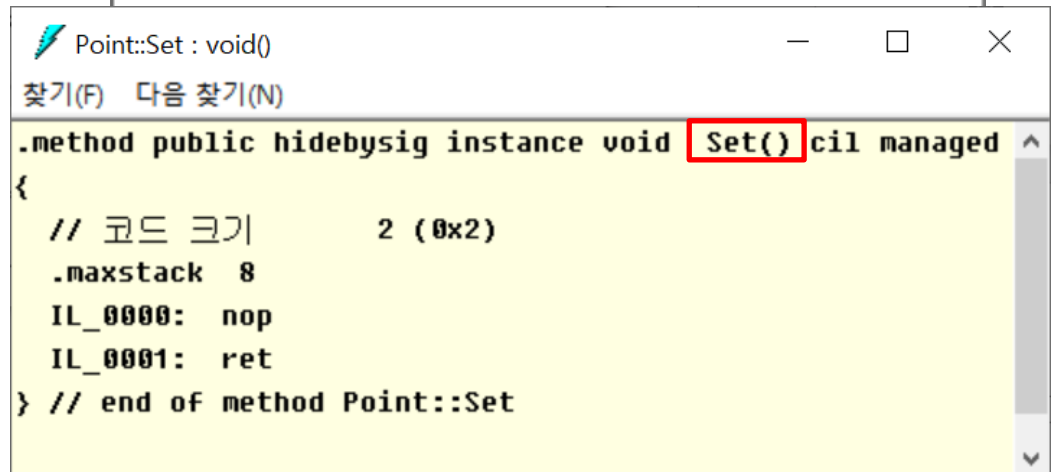 Point::Set : void()
찾기(F) 다음 찾기(N)
.method public hidebysig instance void Set() cil managed
{
// 코드 크기 2 (0x2)
.maxstack 8
IL_0000: nop
IL_0001: ret
} // end of method Point::Set